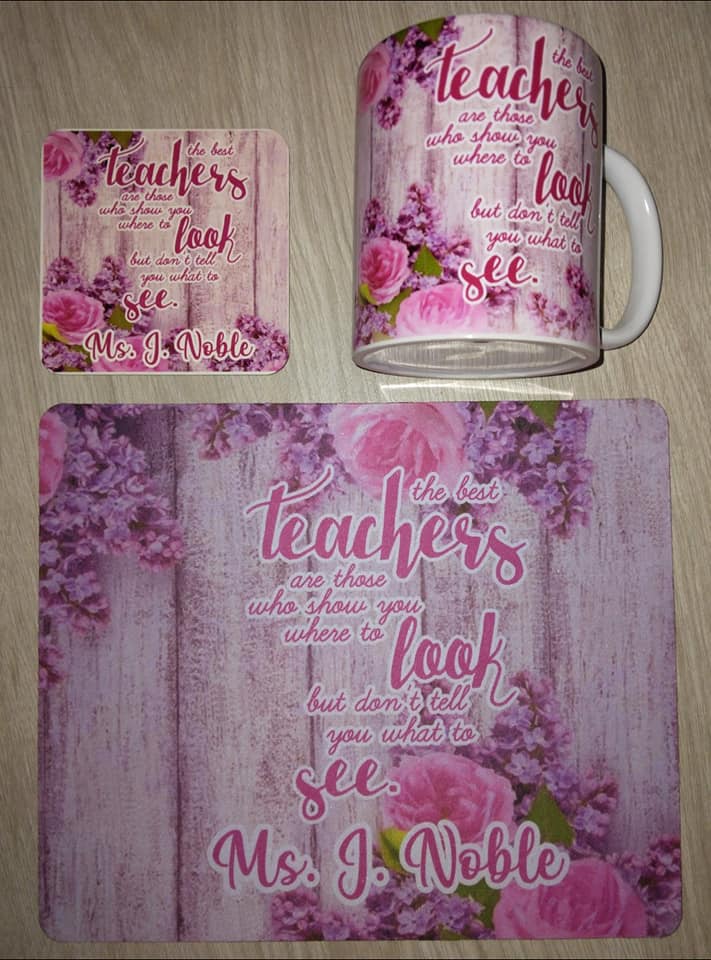 the best
teachers
are those
who show you
where to
look
but don't tell
you what to
see.
Ms. J. Noble
the best
teachers
are those
who show you
where to
look
but don't tell
you what to
see.
the best
teachers
are those
who show you
where to
look
but don't tell
you what to
see.
Ms. J. Noble